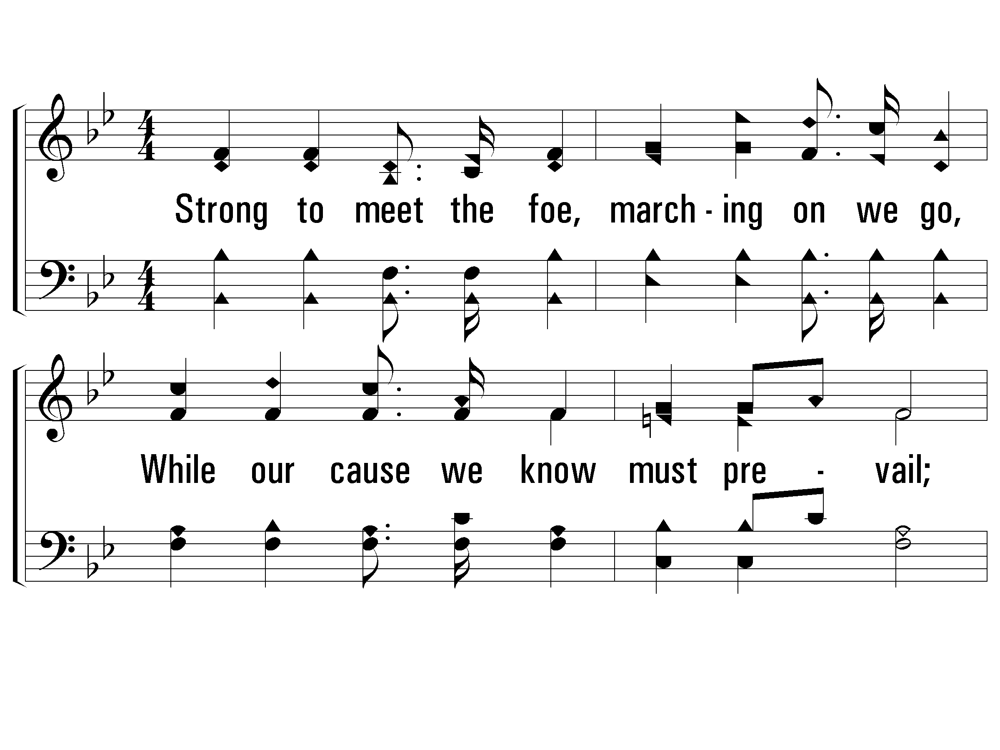 Strong to meet the foe, march - ing on we go,
While our cause we know must pre - vail;